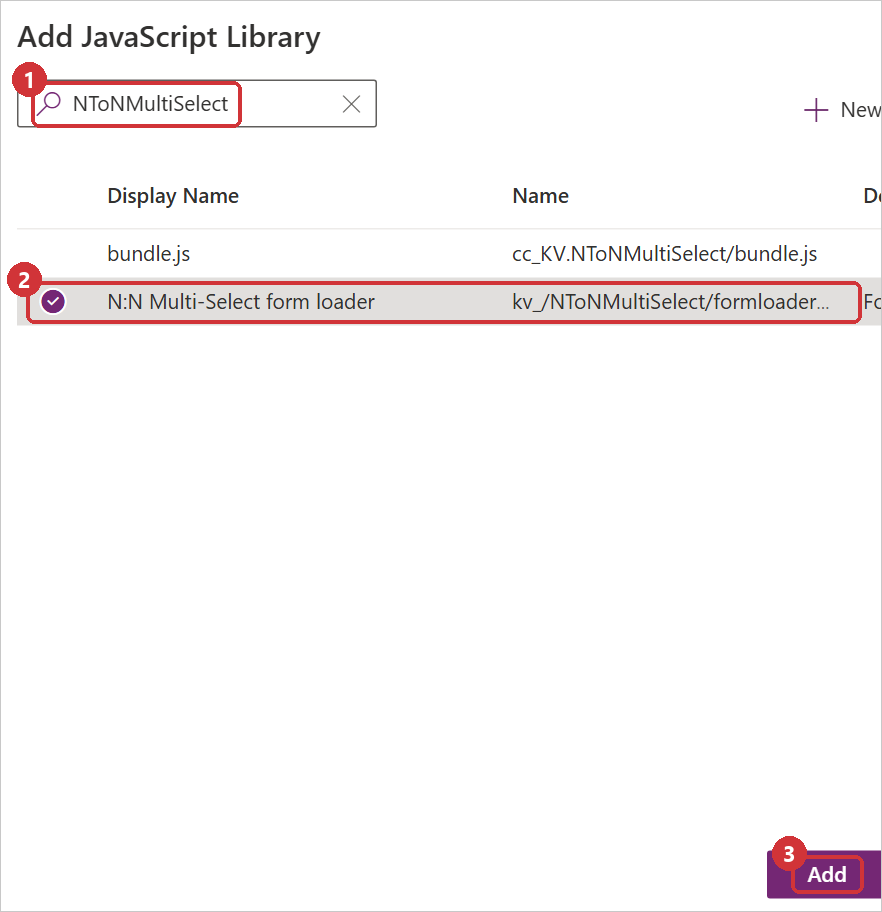 Add JavaScript Library
1
NToNMultiSelect
New
Display Name Name De
bundle.js cc_KV.NToNMultiSelect/bundle.js
2
N:N Multi-Select form loader kv_/NToNMultiSelect/formloader... Fo
3
Add